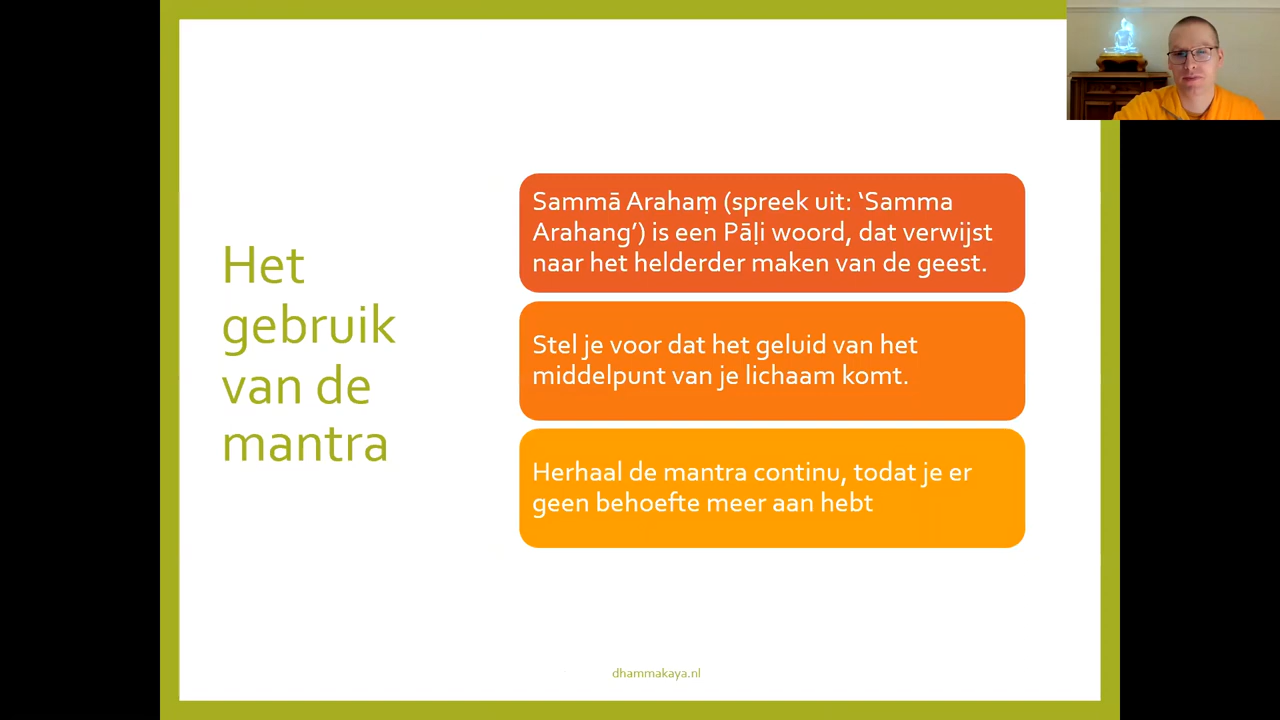 Het
gebruik
van de
mantra
Sammā Arahaṃ (spreek uit: ‘Samma
Arahang’) is een Pāḷi woord, dat verwijst
naar het helderder maken van de geest.
Stel je voor dat het geluid van het
middelpunt van je lichaam komt.
Herhaal de mantra continu, todat je er
geen behoefte meer aan hebt
dhammakaya.nl